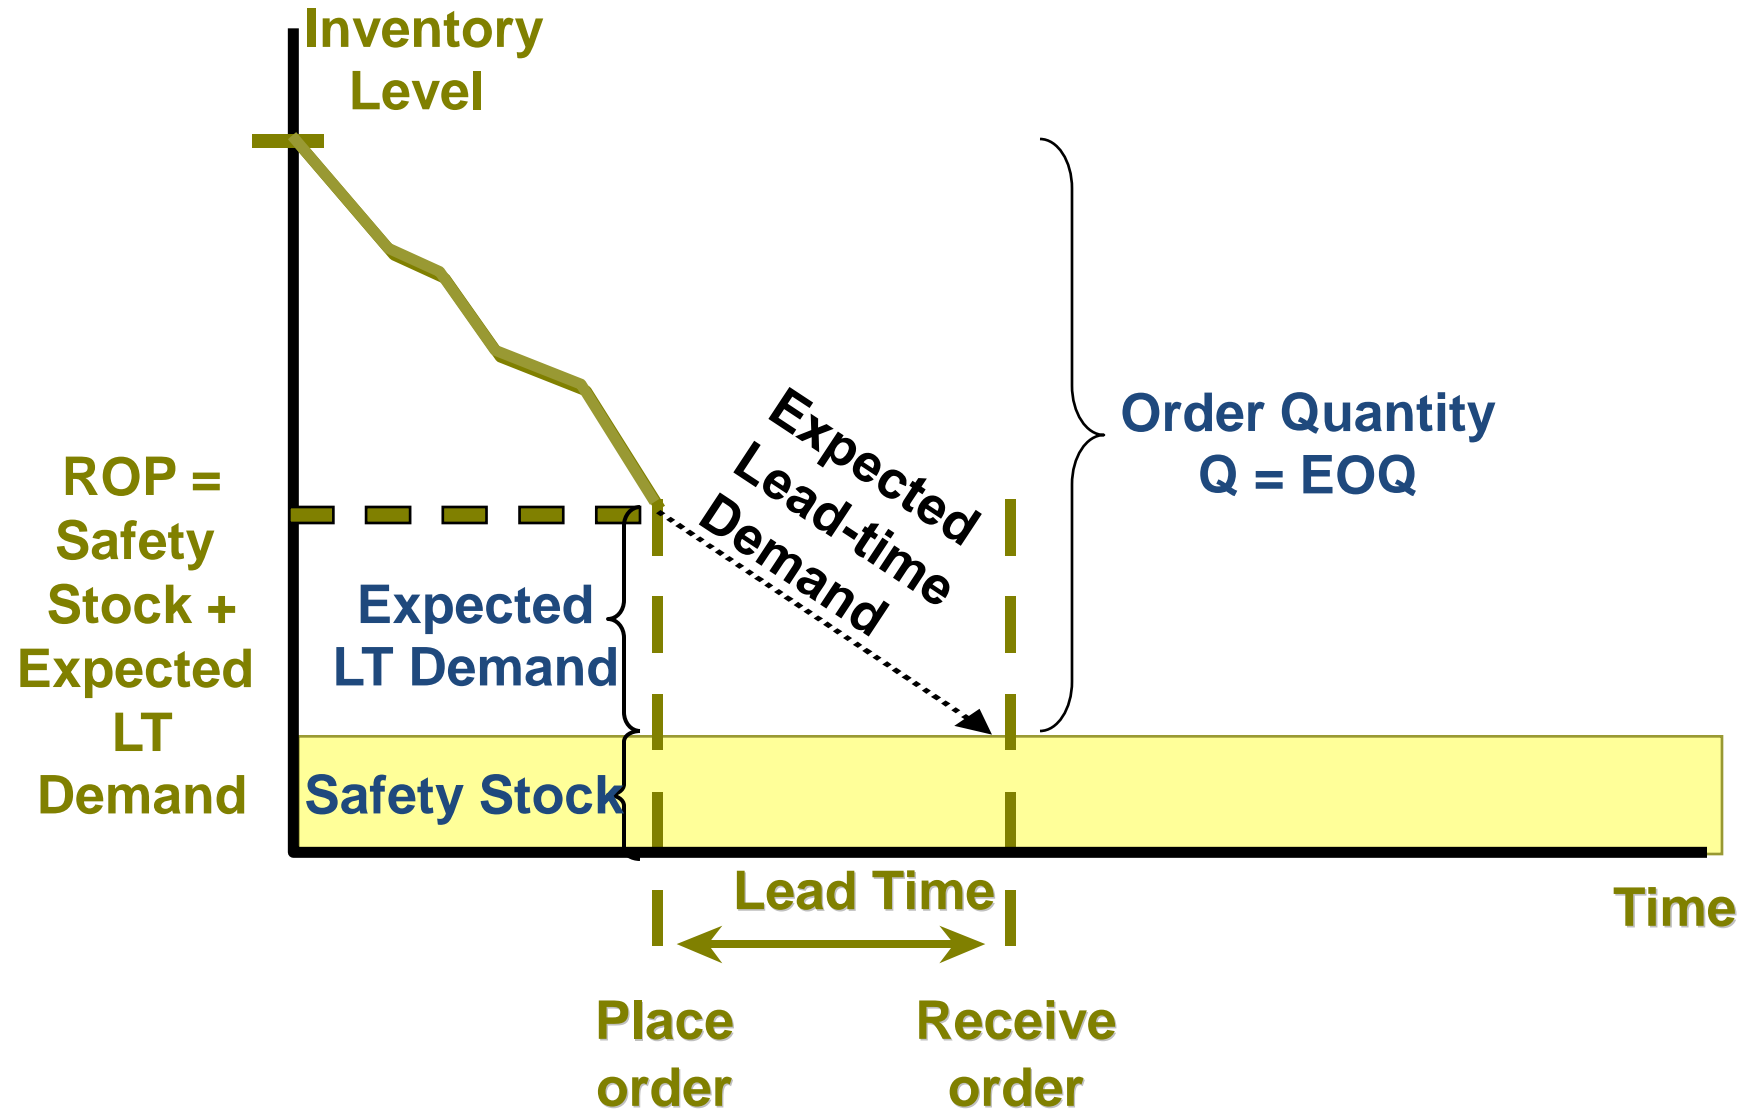 Inventory
Level
ROP =
Safety
Stock +
Expected
LT
Demand
Expected
LT Demand
Safety Stock
Expected
Lead-time
Demand
Order Quantity
Q = EOQ
Lead Time
Time
Place
order
Receive
order